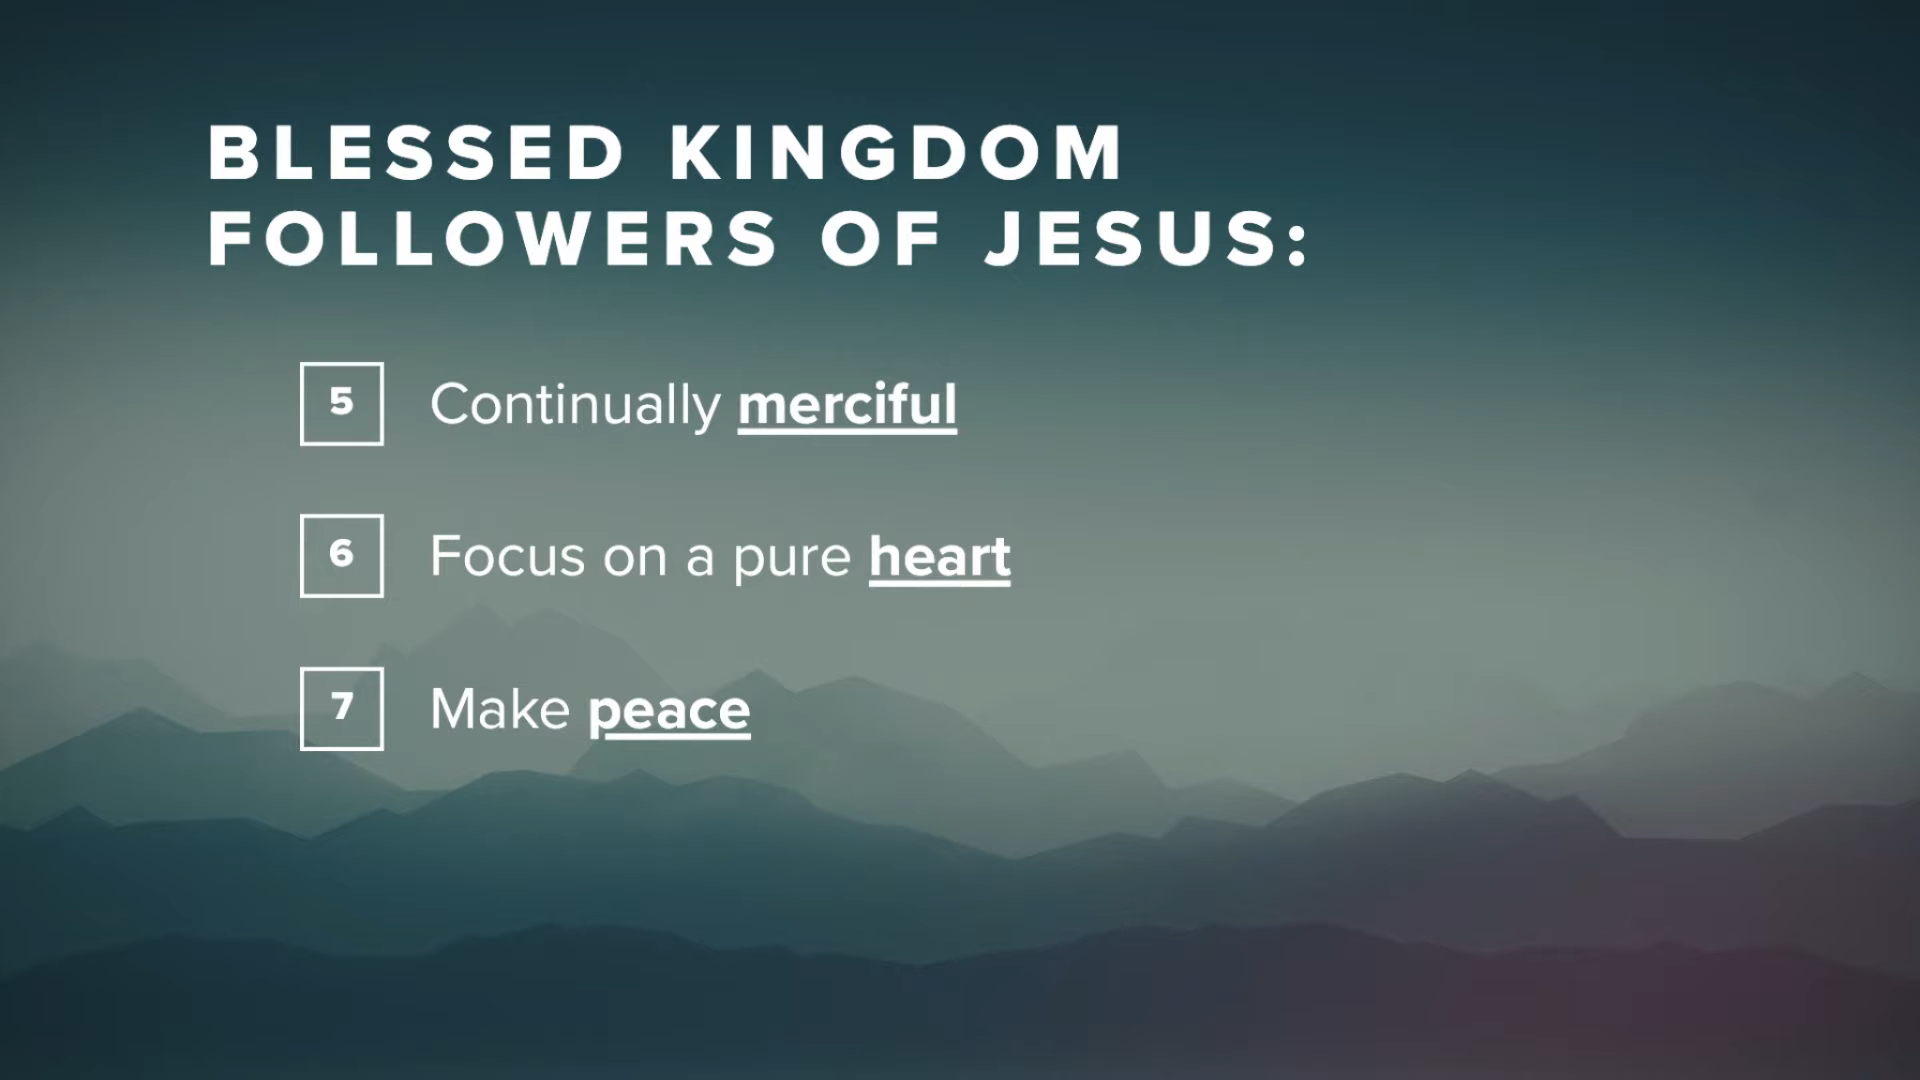 BLESSED KINGDOM
FOLLOWERS OF JESUS:
5 Continually merciful
6 Focus on a pure heart
7 Make peace